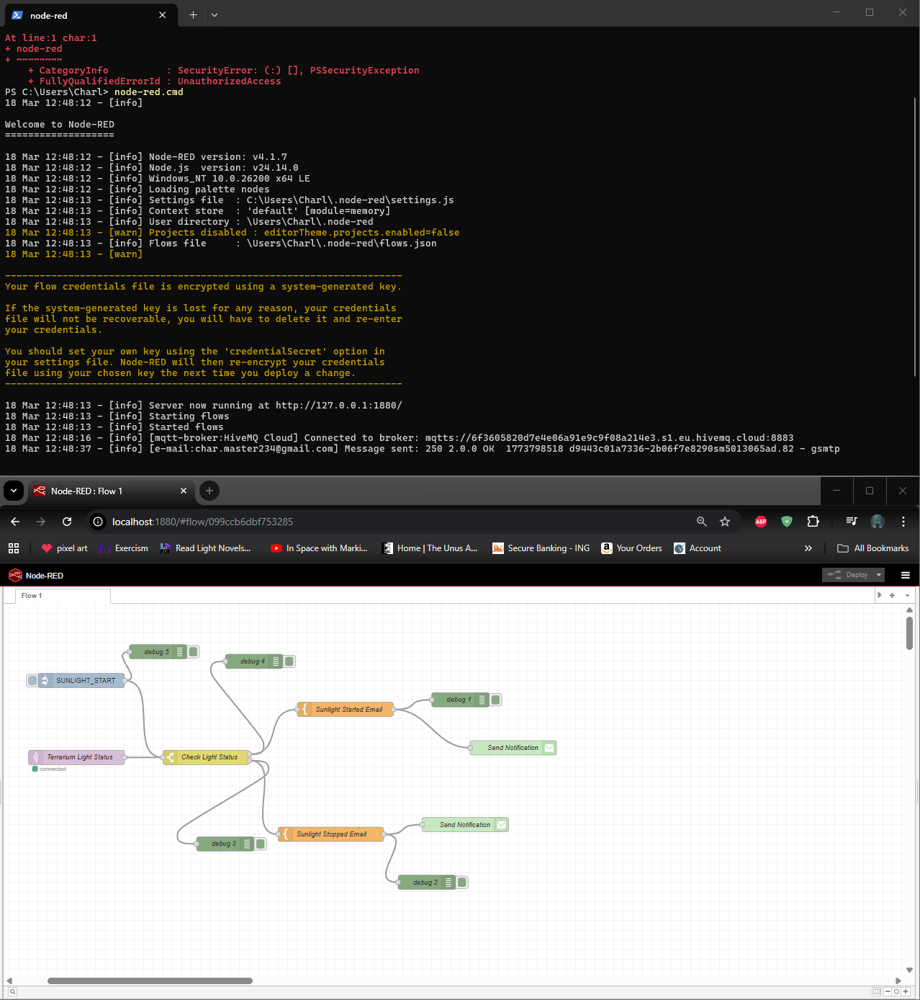 node-red
At line:1 char:1
+ node-red
+ ~~~~~~~~
    + CategoryInfo          : SecurityError: (:) [], PSSecurityException
    + FullyQualifiedErrorId : UnauthorizedAccess
PS C:\Users\Charl> node-red.cmd
18 Mar 12:48:12 - [info]
Welcome to Node-RED
===================
18 Mar 12:48:12 - [info] Node-RED version: v4.1.7
18 Mar 12:48:12 - [info] Node.js  version: v24.14.0
18 Mar 12:48:12 - [info] Windows_NT 10.0.26200 x64 LE
18 Mar 12:48:12 - [info] Loading palette nodes
18 Mar 12:48:13 - [info] Settings file  : C:\Users\Charl\.node-red\settings.js
18 Mar 12:48:13 - [info] Context store  : 'default' [module=memory]
18 Mar 12:48:13 - [info] User directory : \Users\Charl\.node-red
18 Mar 12:48:13 - [warn] Projects disabled : editorTheme.projects.enabled=false
18 Mar 12:48:13 - [info] Flows file     : \Users\Charl\.node-red\flows.json
18 Mar 12:48:13 - [warn]
---------------------------------------------------------------------
Your flow credentials file is encrypted using a system-generated key.
If the system-generated key is lost for any reason, your credentials
file will not be recoverable, you will have to delete it and re-enter
your credentials.
You should set your own key using the 'credentialSecret' option in
your settings file. Node-RED will then re-encrypt your credentials
file using your chosen key the next time you deploy a change.
---------------------------------------------------------------------
18 Mar 12:48:13 - [info] Server now running at http://127.0.0.1:1880/
18 Mar 12:48:13 - [info] Starting flows
18 Mar 12:48:13 - [info] Started flows
18 Mar 12:48:16 - [info] [mqtt-broker:HiveMQ Cloud] Connected to broker: mqtts://6f3605820d7e4e06a91e9c9f08a214e3.s1.eu.hivemq.cloud:8883
18 Mar 12:48:37 - [info] [e-mail:char.master234@gmail.com] Message sent: 250 2.0.0 OK  1773798518 d9443c01a7336-2b06f7e8290sm5013065ad.82 - gsmtp
Node-RED : Flow 1
localhost:1880/#flow/099ccb6dbf753285
ABP
pixel art Exercism Read Light Novels... In Space with Marki... Home | The Unus A... Secure Banking - ING Your Orders Account » All Bookmarks
Node-RED Deploy
Flow 1
debug 5
debug 4
SUNLIGHT_START
debug 1
Sunlight Started Email
Send Notification
Terrarium Light Status
Check Light Status
connected
Send Notification
Sunlight Stopped Email
debug 3
debug 2